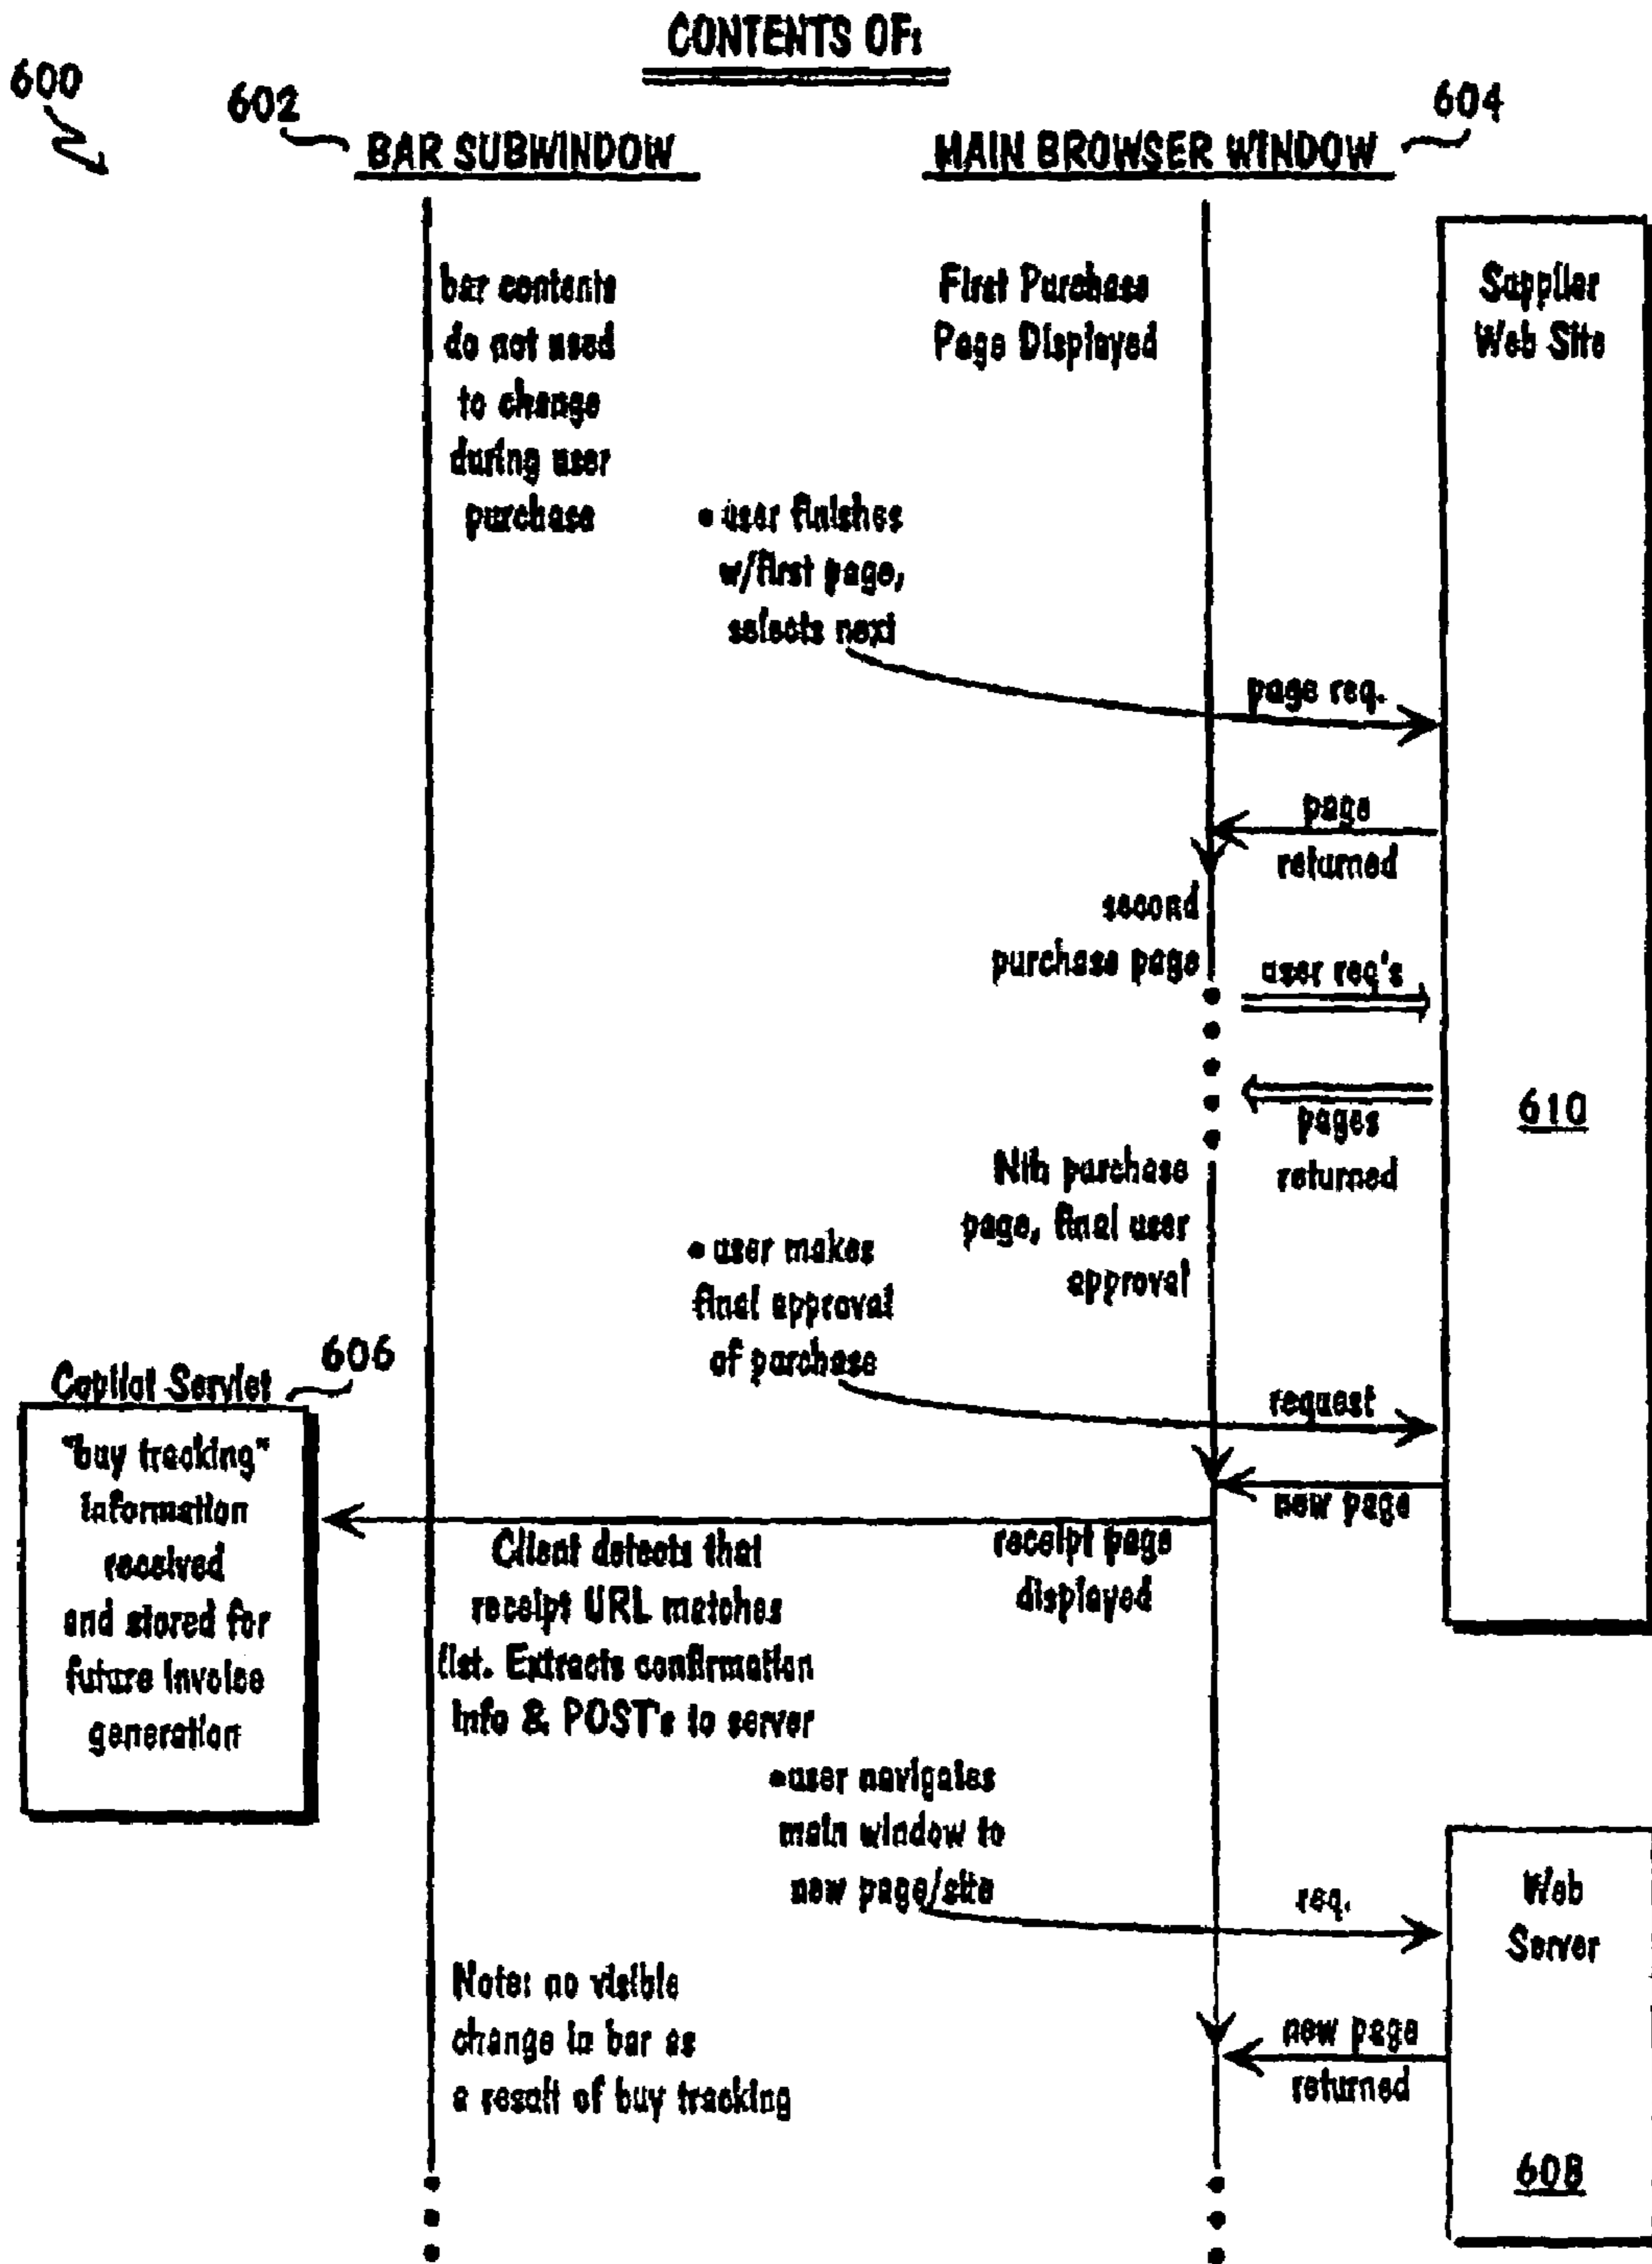 CONTENTS OF:
600
602
BAR SUBWINDOW
MAIN BROWSER WINDOW
604
bar contents
do not used
to change
during user
purchase
First Purchase
Page Displayed
Supplier
Web Site
• user finishes
w/first page,
selects next
page req.
page
returned
second
purchase page
user req's
pages
returned
610
Nth purchase
page, final user
approval
• user makes
final approval
of purchase
request
new page
Copilot Servlet
606
"buy tracking"
Information
received
and stored for
future invoice
generation
Client detects that
receipt URL matches
list. Extracts confirmation
Info & POST's to server
receipt page
displayed
•user navigates
main window to
new page/site
req.
Web
Server
Note: no visible
change in bar as
a result of buy tracking
new page
returned
608